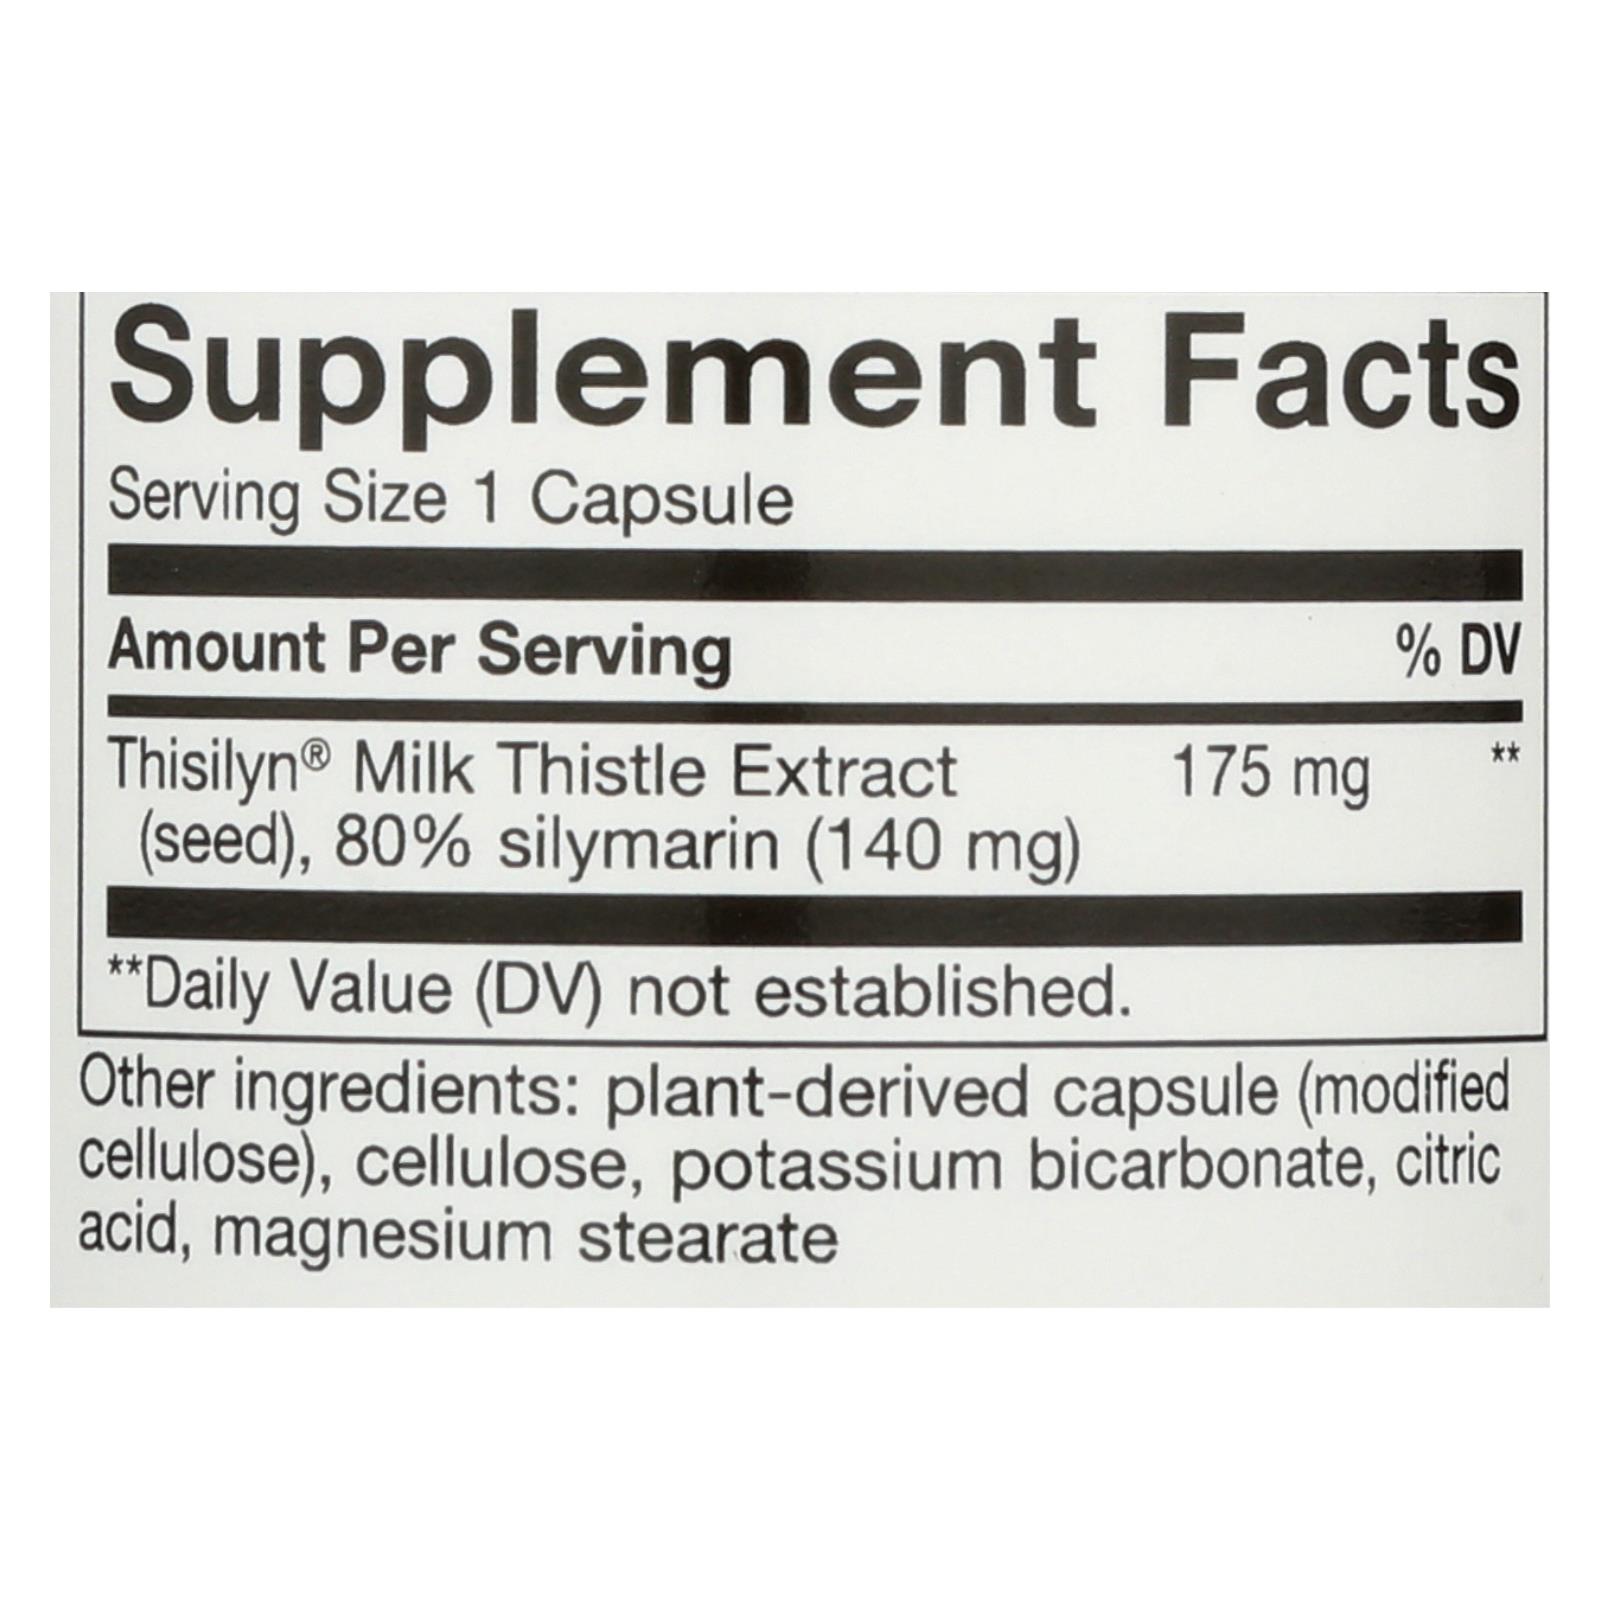 Supplement Facts
Serving Size 1 Capsule
Amount Per Serving % DV
Thisilyn® Milk Thistle Extract 175 mg **
(seed), 80% silymarin (140 mg)
**Daily Value (DV) not established.
Other ingredients: plant-derived capsule (modified
cellulose), cellulose, potassium bicarbonate, citric
acid, magnesium stearate